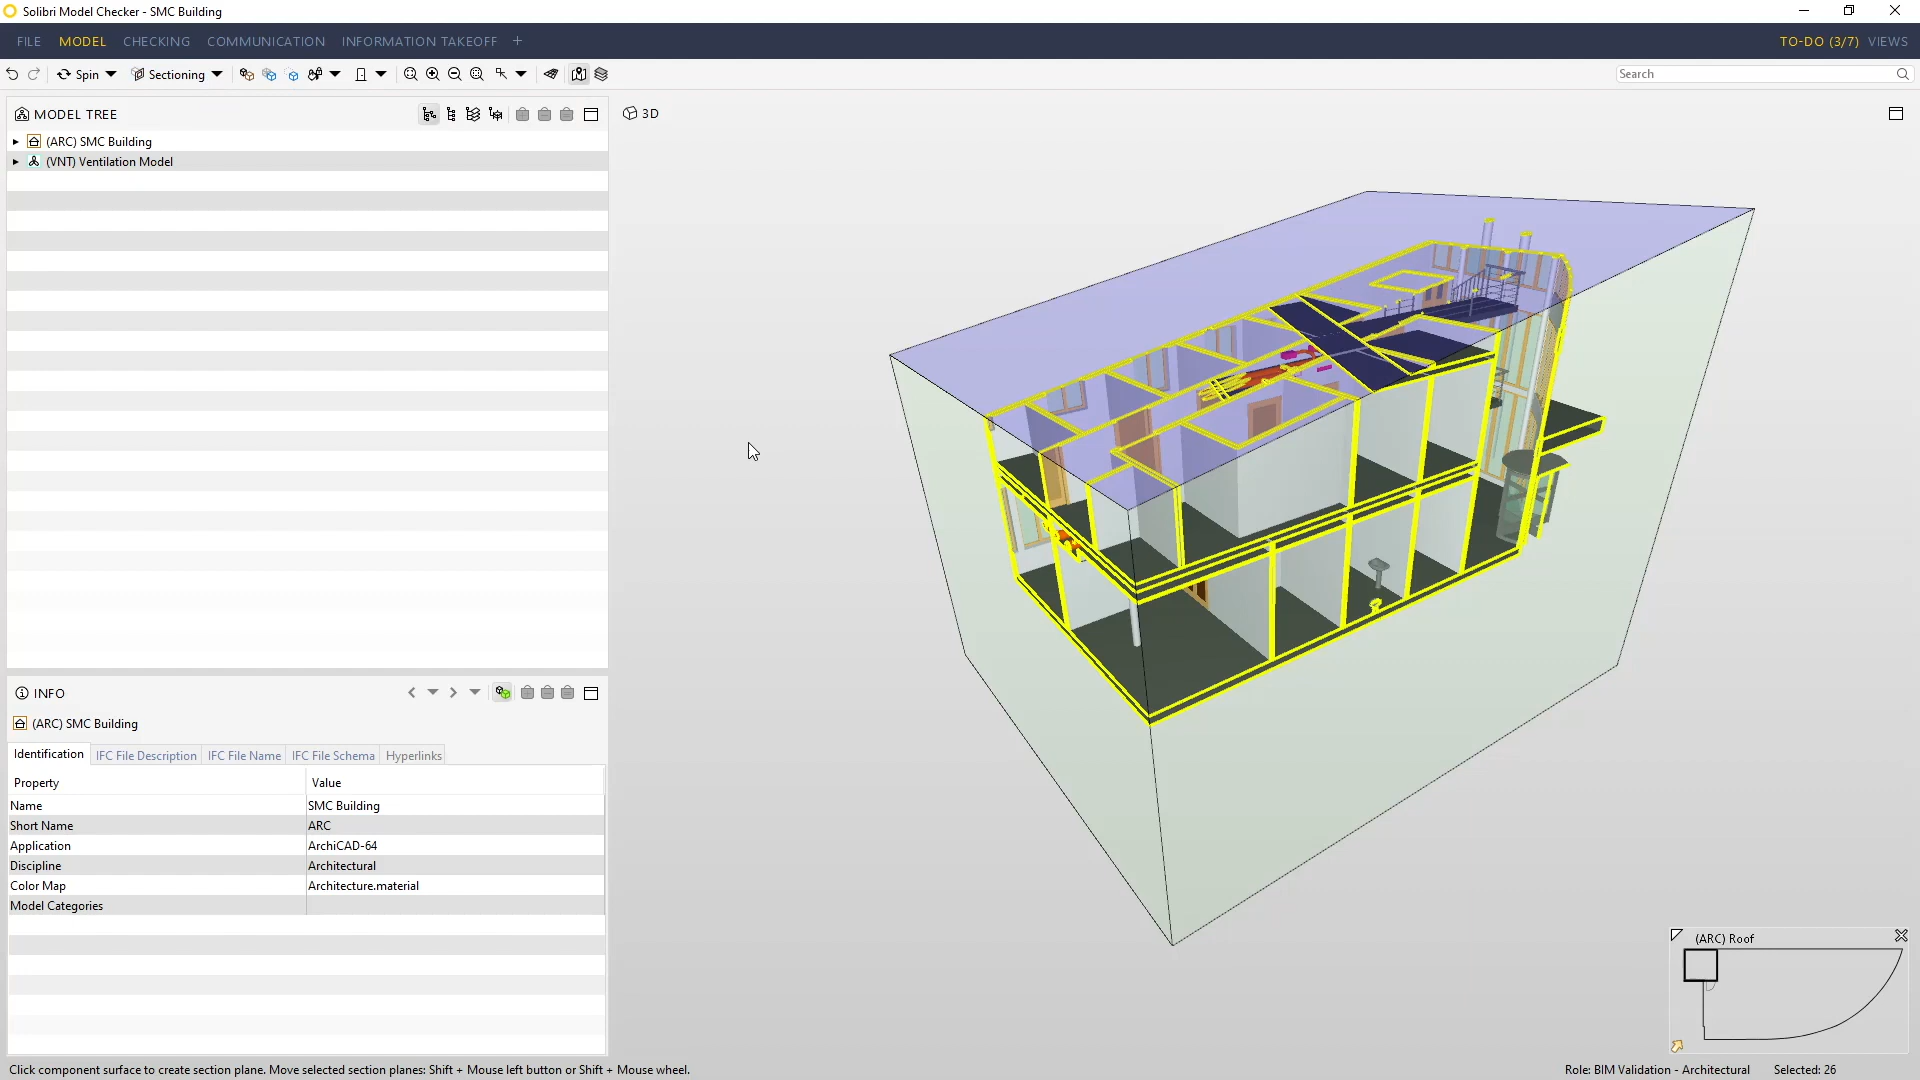 Solibri Model Checker - SMC Building
FILE MODEL CHECKING COMMUNICATION INFORMATION TAKEOFF +
TO-DO (3/7) VIEWS
Spin Sectioning
Search
MODEL TREE
3D
(ARC) SMC Building
(VNT) Ventilation Model
INFO
(ARC) SMC Building
Identification IFC File Description IFC File Name IFC File Schema Hyperlinks
Property Value
Name SMC Building
Short Name ARC
Application ArchiCAD-64
Discipline Architectural
Color Map Architecture.material
Model Categories
(ARC) Roof
Click component surface to create section plane. Move selected section planes: Shift + Mouse left button or Shift + Mouse wheel.
Role: BIM Validation - Architectural Selected: 26